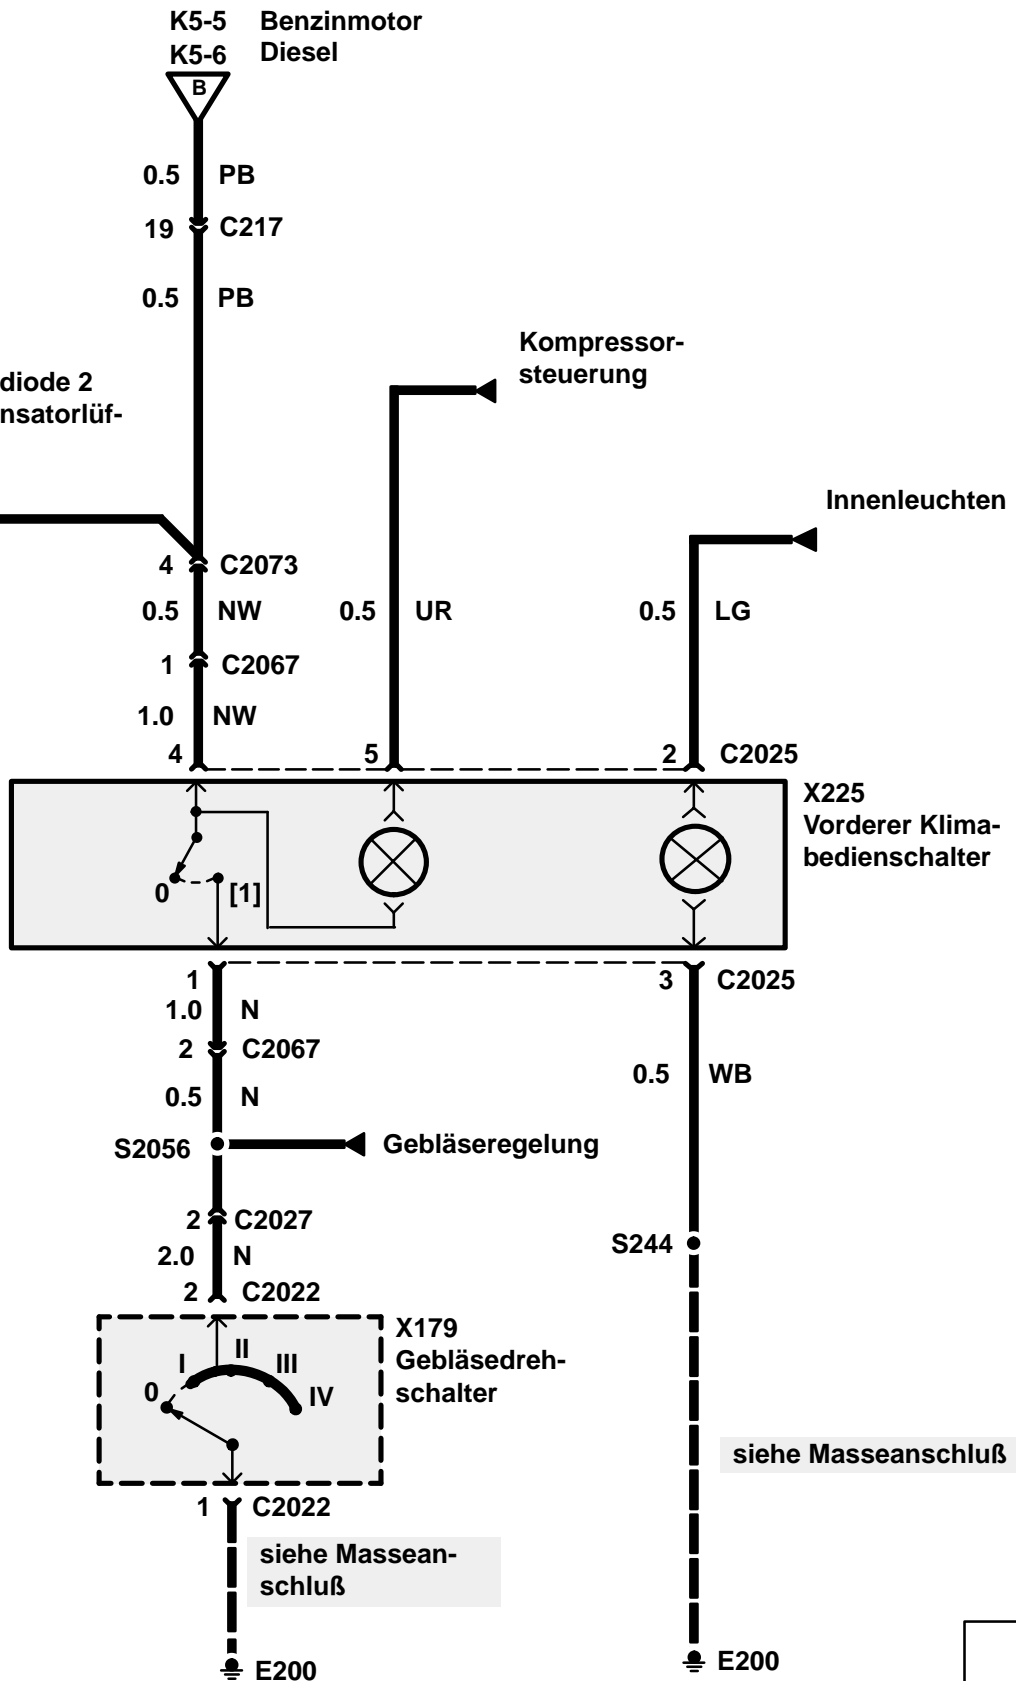 K5-5 Benzinmotor
K5-6 Diesel
B
0.5 PB
19 C217
0.5 PB
Kompressor-
steuerung
diode 2
nsatorlüf-
Innenleuchten
4 C2073
0.5 NW 0.5 UR 0.5 LG
1 C2067
1.0 NW
4 5 2 C2025
X225
Vorderer Klima-
bedienschalter
0 [1]
1 3 C2025
1.0 N
2 C2067
0.5 WB
0.5 N
S2056 Gebläseregelung
2 C2027
S244
2.0 N
2 C2022
X179
Gebläsedreh-
schalter
I II III
0 IV
siehe Masseanschluß
1 C2022
siehe Massean-
schluß
E200 E200